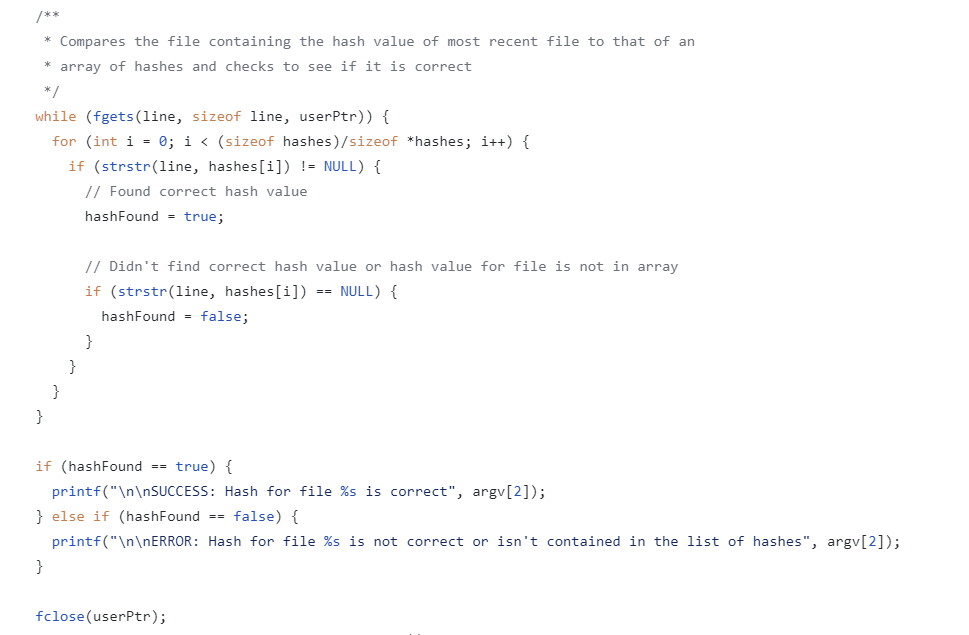 /**
 * Compares the file containing the hash value of most recent file to that of an
 * array of hashes and checks to see if it is correct
 */
while (fgets(line, sizeof line, userPtr)) {
  for (int i = 0; i < (sizeof hashes)/sizeof *hashes; i++) {
    if (strstr(line, hashes[i]) != NULL) {
      // Found correct hash value
      hashFound = true;

      // Didn't find correct hash value or hash value for file is not in array
      if (strstr(line, hashes[i]) == NULL) {
        hashFound = false;
      }
    }
  }
}

if (hashFound == true) {
  printf("\n\nSUCCESS: Hash for file %s is correct", argv[2]);
} else if (hashFound == false) {
  printf("\n\nERROR: Hash for file %s is not correct or isn't contained in the list of hashes", argv[2]);
}

fclose(userPtr);